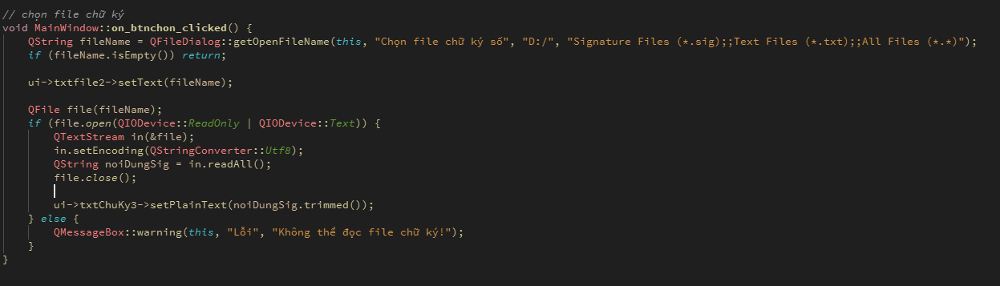 // chọn file chữ ký
void MainWindow::on_btnchon_clicked() {
QString fileName = QFileDialog::getOpenFileName(this, "Chọn file chữ ký số", "D:/", "Signature Files (*.sig);;Text Files (*.txt);;All Files (*.*)");
if (fileName.isEmpty()) return;
ui->txtfile2->setText(fileName);
QFile file(fileName);
if (file.open(QIODevice::ReadOnly | QIODevice::Text)) {
QTextStream in(&file);
in.setEncoding(QStringConverter::Utf8);
QString noiDungSig = in.readAll();
file.close();
ui->txtChuKy3->setPlainText(noiDungSig.trimmed());
} else {
QMessageBox::warning(this, "Lỗi", "Không thể đọc file chữ ký!");
}
}